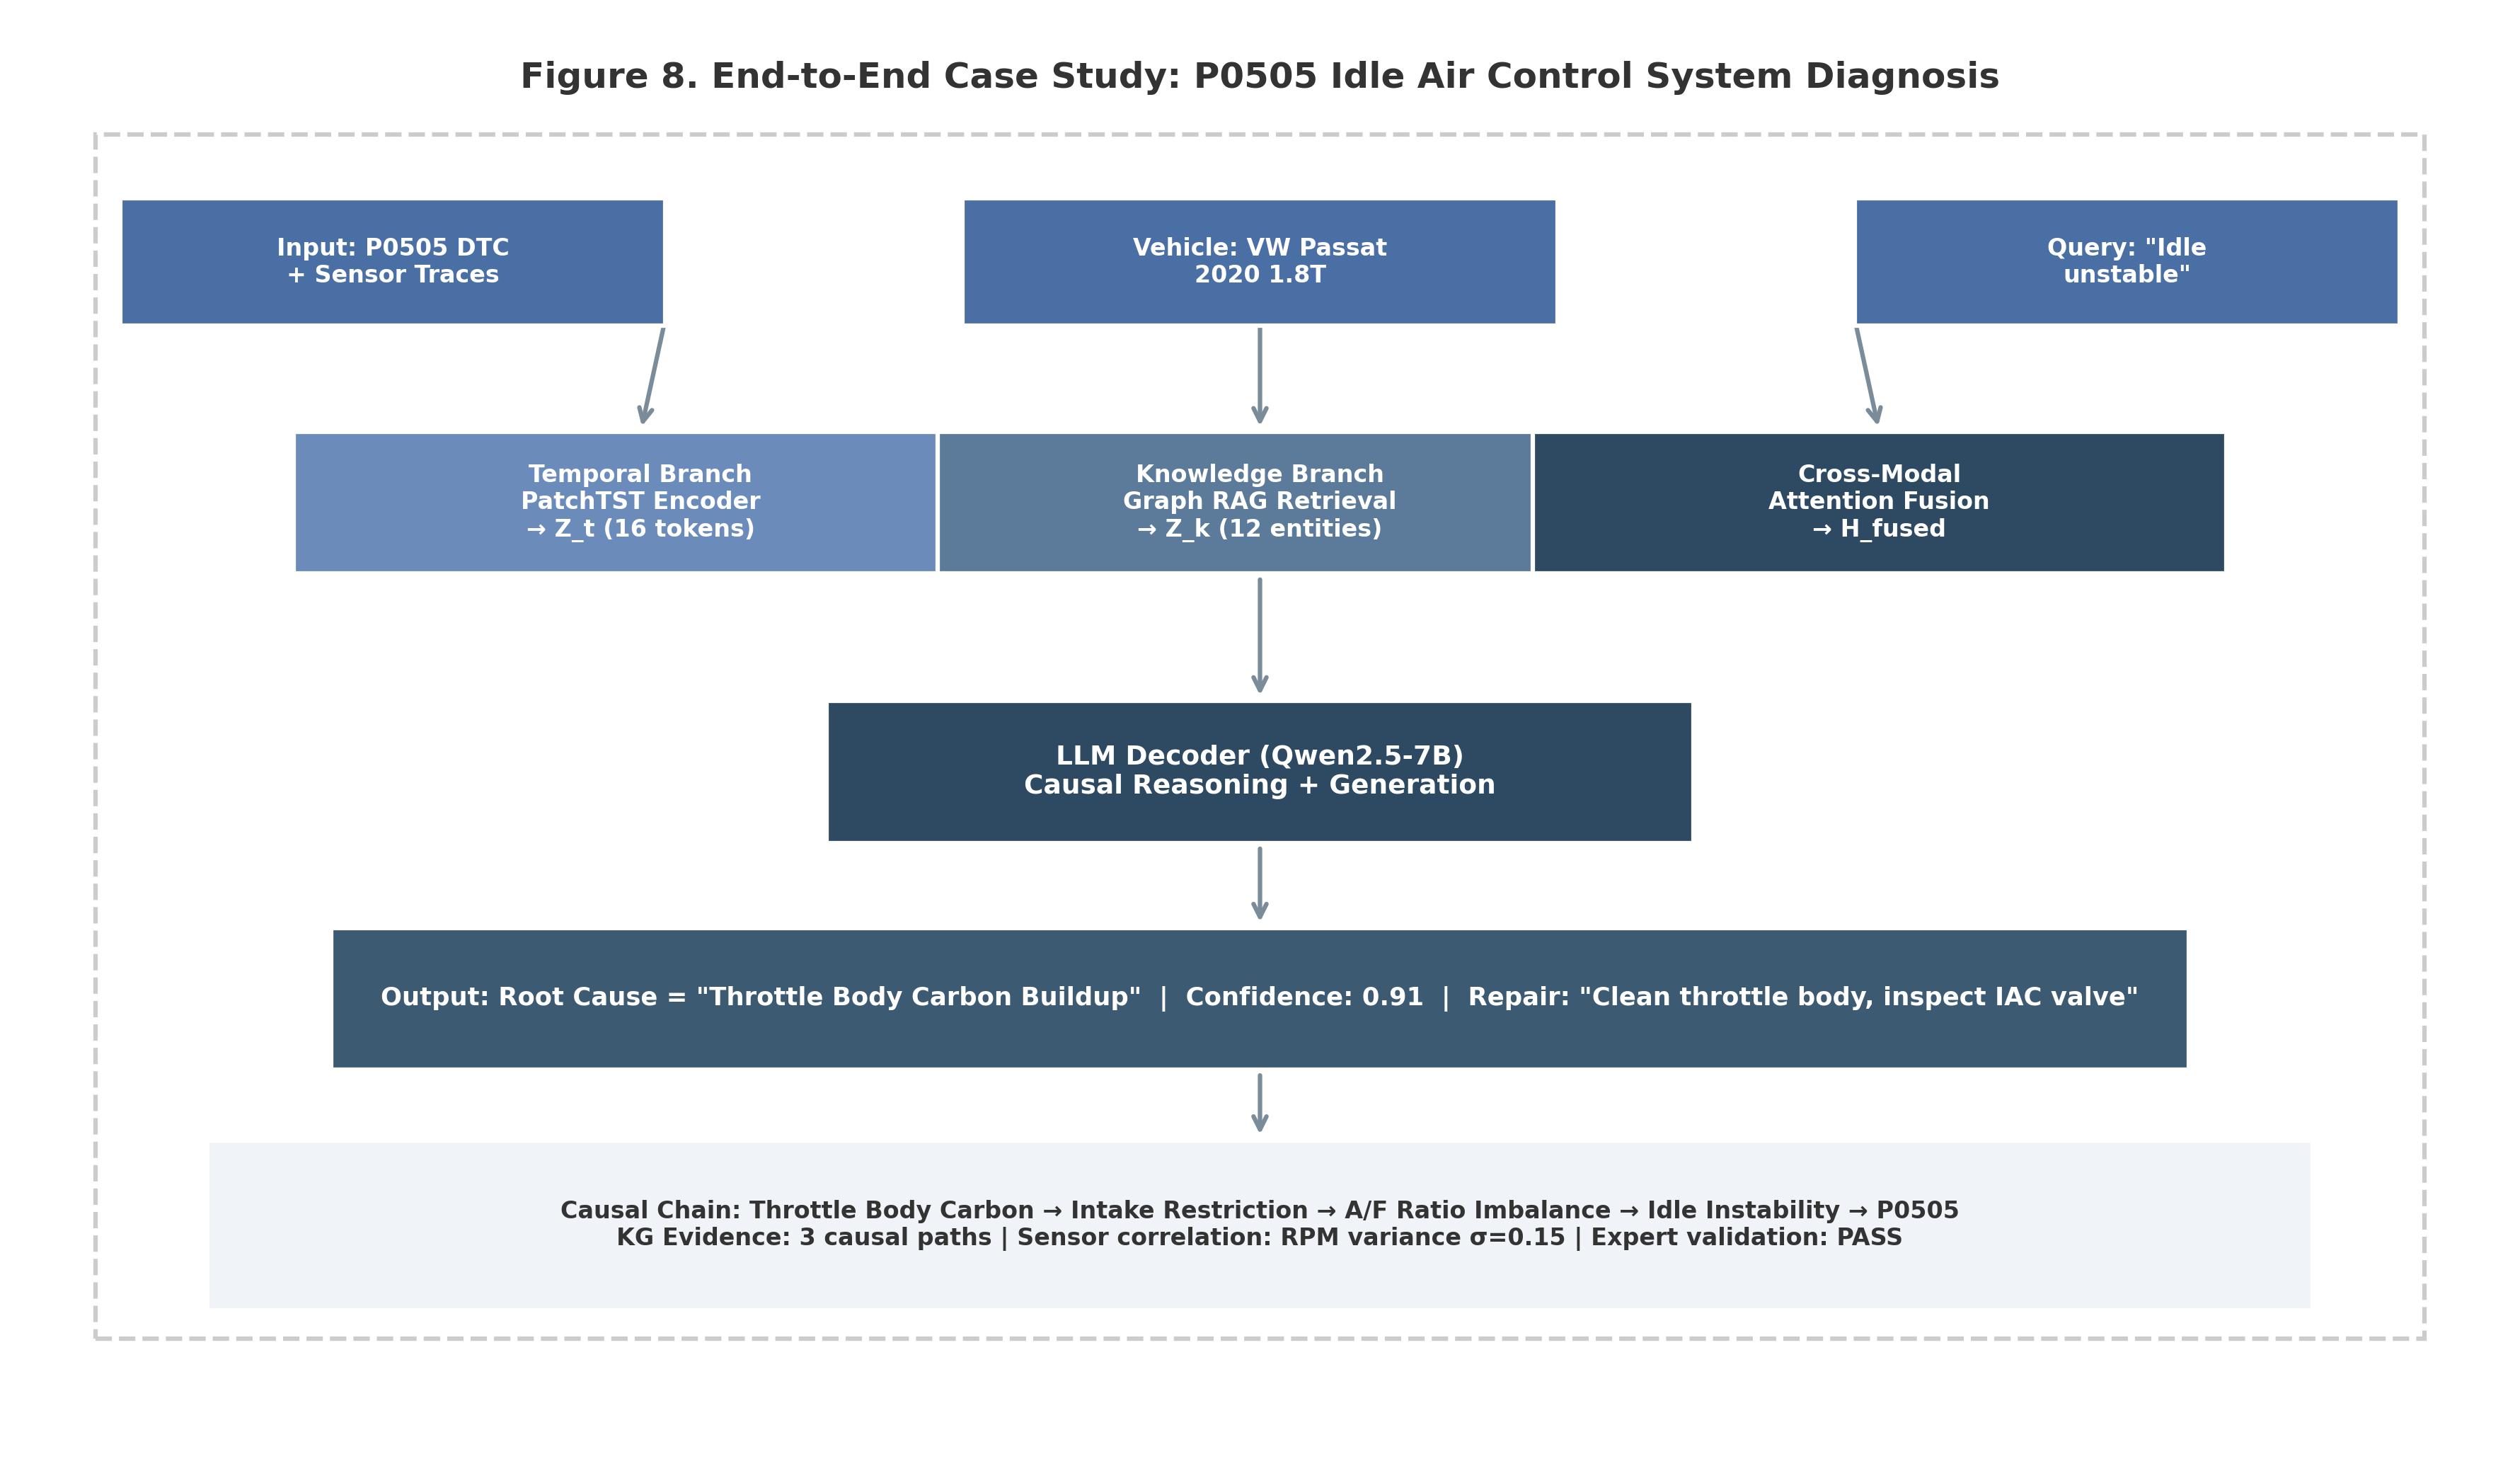 Figure 8. End-to-End Case Study: P0505 Idle Air Control System Diagnosis
Input: P0505 DTC
+ Sensor Traces
Vehicle: VW Passat
2020 1.8T
Query: "Idle
unstable"
Temporal Branch
PatchTST Encoder
→ Z_t (16 tokens)
Knowledge Branch
Graph RAG Retrieval
→ Z_k (12 entities)
Cross-Modal
Attention Fusion
→ H_fused
LLM Decoder (Qwen2.5-7B)
Causal Reasoning + Generation
Output: Root Cause = "Throttle Body Carbon Buildup" | Confidence: 0.91 | Repair: "Clean throttle body, inspect IAC valve"
Causal Chain: Throttle Body Carbon → Intake Restriction → A/F Ratio Imbalance → Idle Instability → P0505
KG Evidence: 3 causal paths | Sensor correlation: RPM variance σ=0.15 | Expert validation: PASS